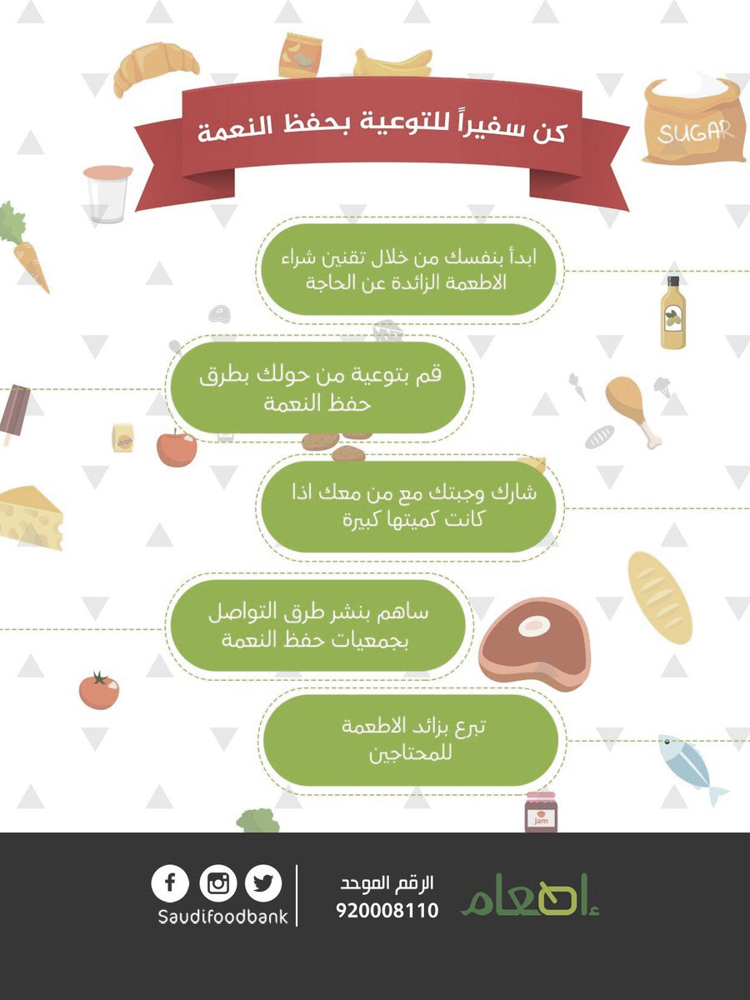 كن سفيراً للتوعية بحفظ النعمة
SUGAR
ابدأ بنفسك من خلال تقنين شراء
الاطعمة الزائدة عن الحاجة
قم بتوعية من حولك بطرق
حفظ النعمة
chips
شارك وجبتك مع من معك اذا
كانت كميتها كبيرة
ساهم بنشر طرق التواصل
بجمعيات حفظ النعمة
تبرع بزائد الاطعمة
للمحتاجين
jam
إطعام
الرقم الموحد
920008110
Saudifoodbank